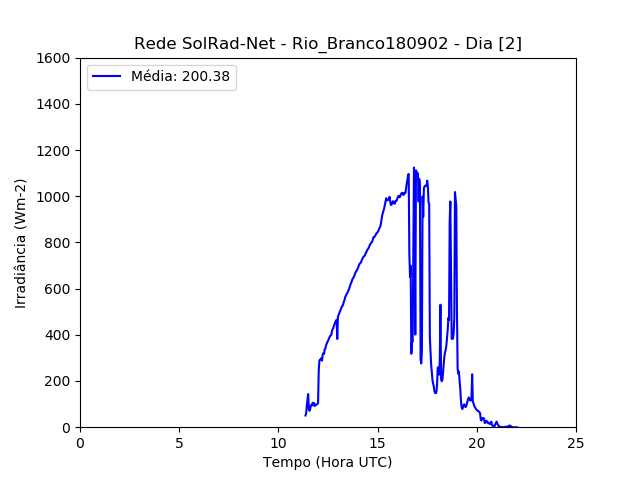 Rede SolRad-Net - Rio_Branco180902 - Dia [2]
Média: 200.38
1600
1400
1200
1000
800
600
400
200
0
Irradiância (Wm-2)
0 5 10 15 20 25
Tempo (Hora UTC)